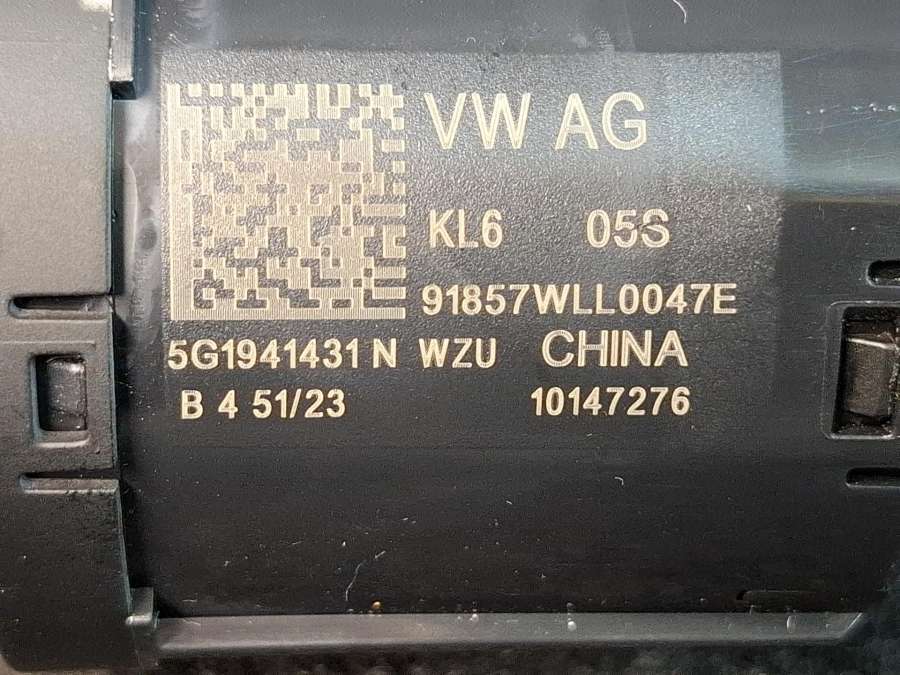 VW AG
KL6 05S
91857WLL0047E
5G1941431 N WZU CHINA
B 4 51/23 10147276